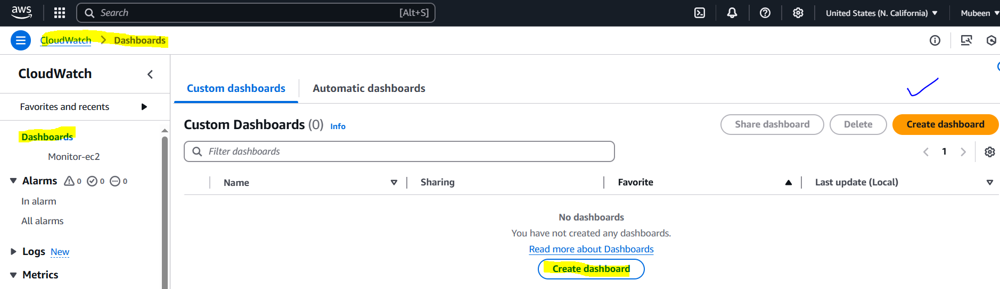 aws
Search [Alt+S]
United States (N. California)
Mubeen
CloudWatch > Dashboards
CloudWatch
Favorites and recents
Dashboards
Monitor-ec2
Alarms 0 0 0
In alarm
All alarms
Logs New
Metrics
Custom dashboards
Automatic dashboards
Custom Dashboards (0) Info
Share dashboard
Delete
Create dashboard
Filter dashboards
1
Name Sharing Favorite Last update (Local)
No dashboards
You have not created any dashboards.
Read more about Dashboards
Create dashboard